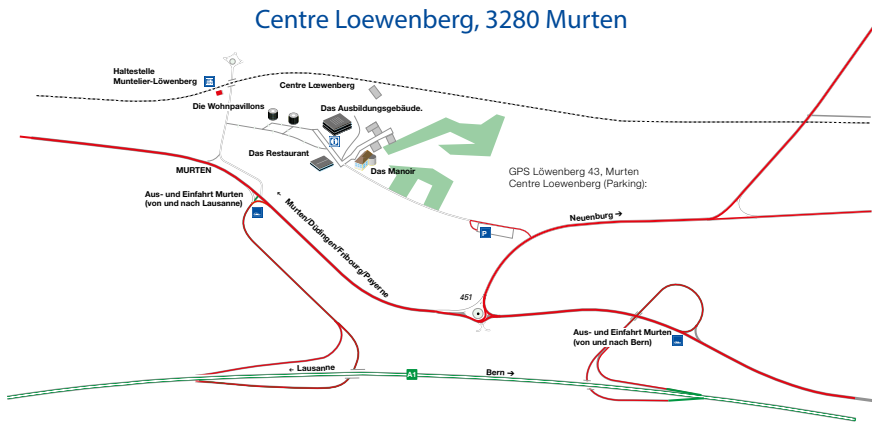 Centre Loewenberg, 3280 Murten
Haltestelle
Muntelier-Löwenberg
Centre Lœwenberg
Die Wohnpavillons
Das Ausbildungsgebäude.
Das Restaurant
Das Manoir
MURTEN
GPS Löwenberg 43, Murten
Centre Loewenberg (Parking):
Aus- und Einfahrt Murten
(von und nach Lausanne)
Murten/Düdingen/Fribourg/Payerne
Neuenburg →
P
451
Aus- und Einfahrt Murten
(von und nach Bern)
← Lausanne
A1
Bern →